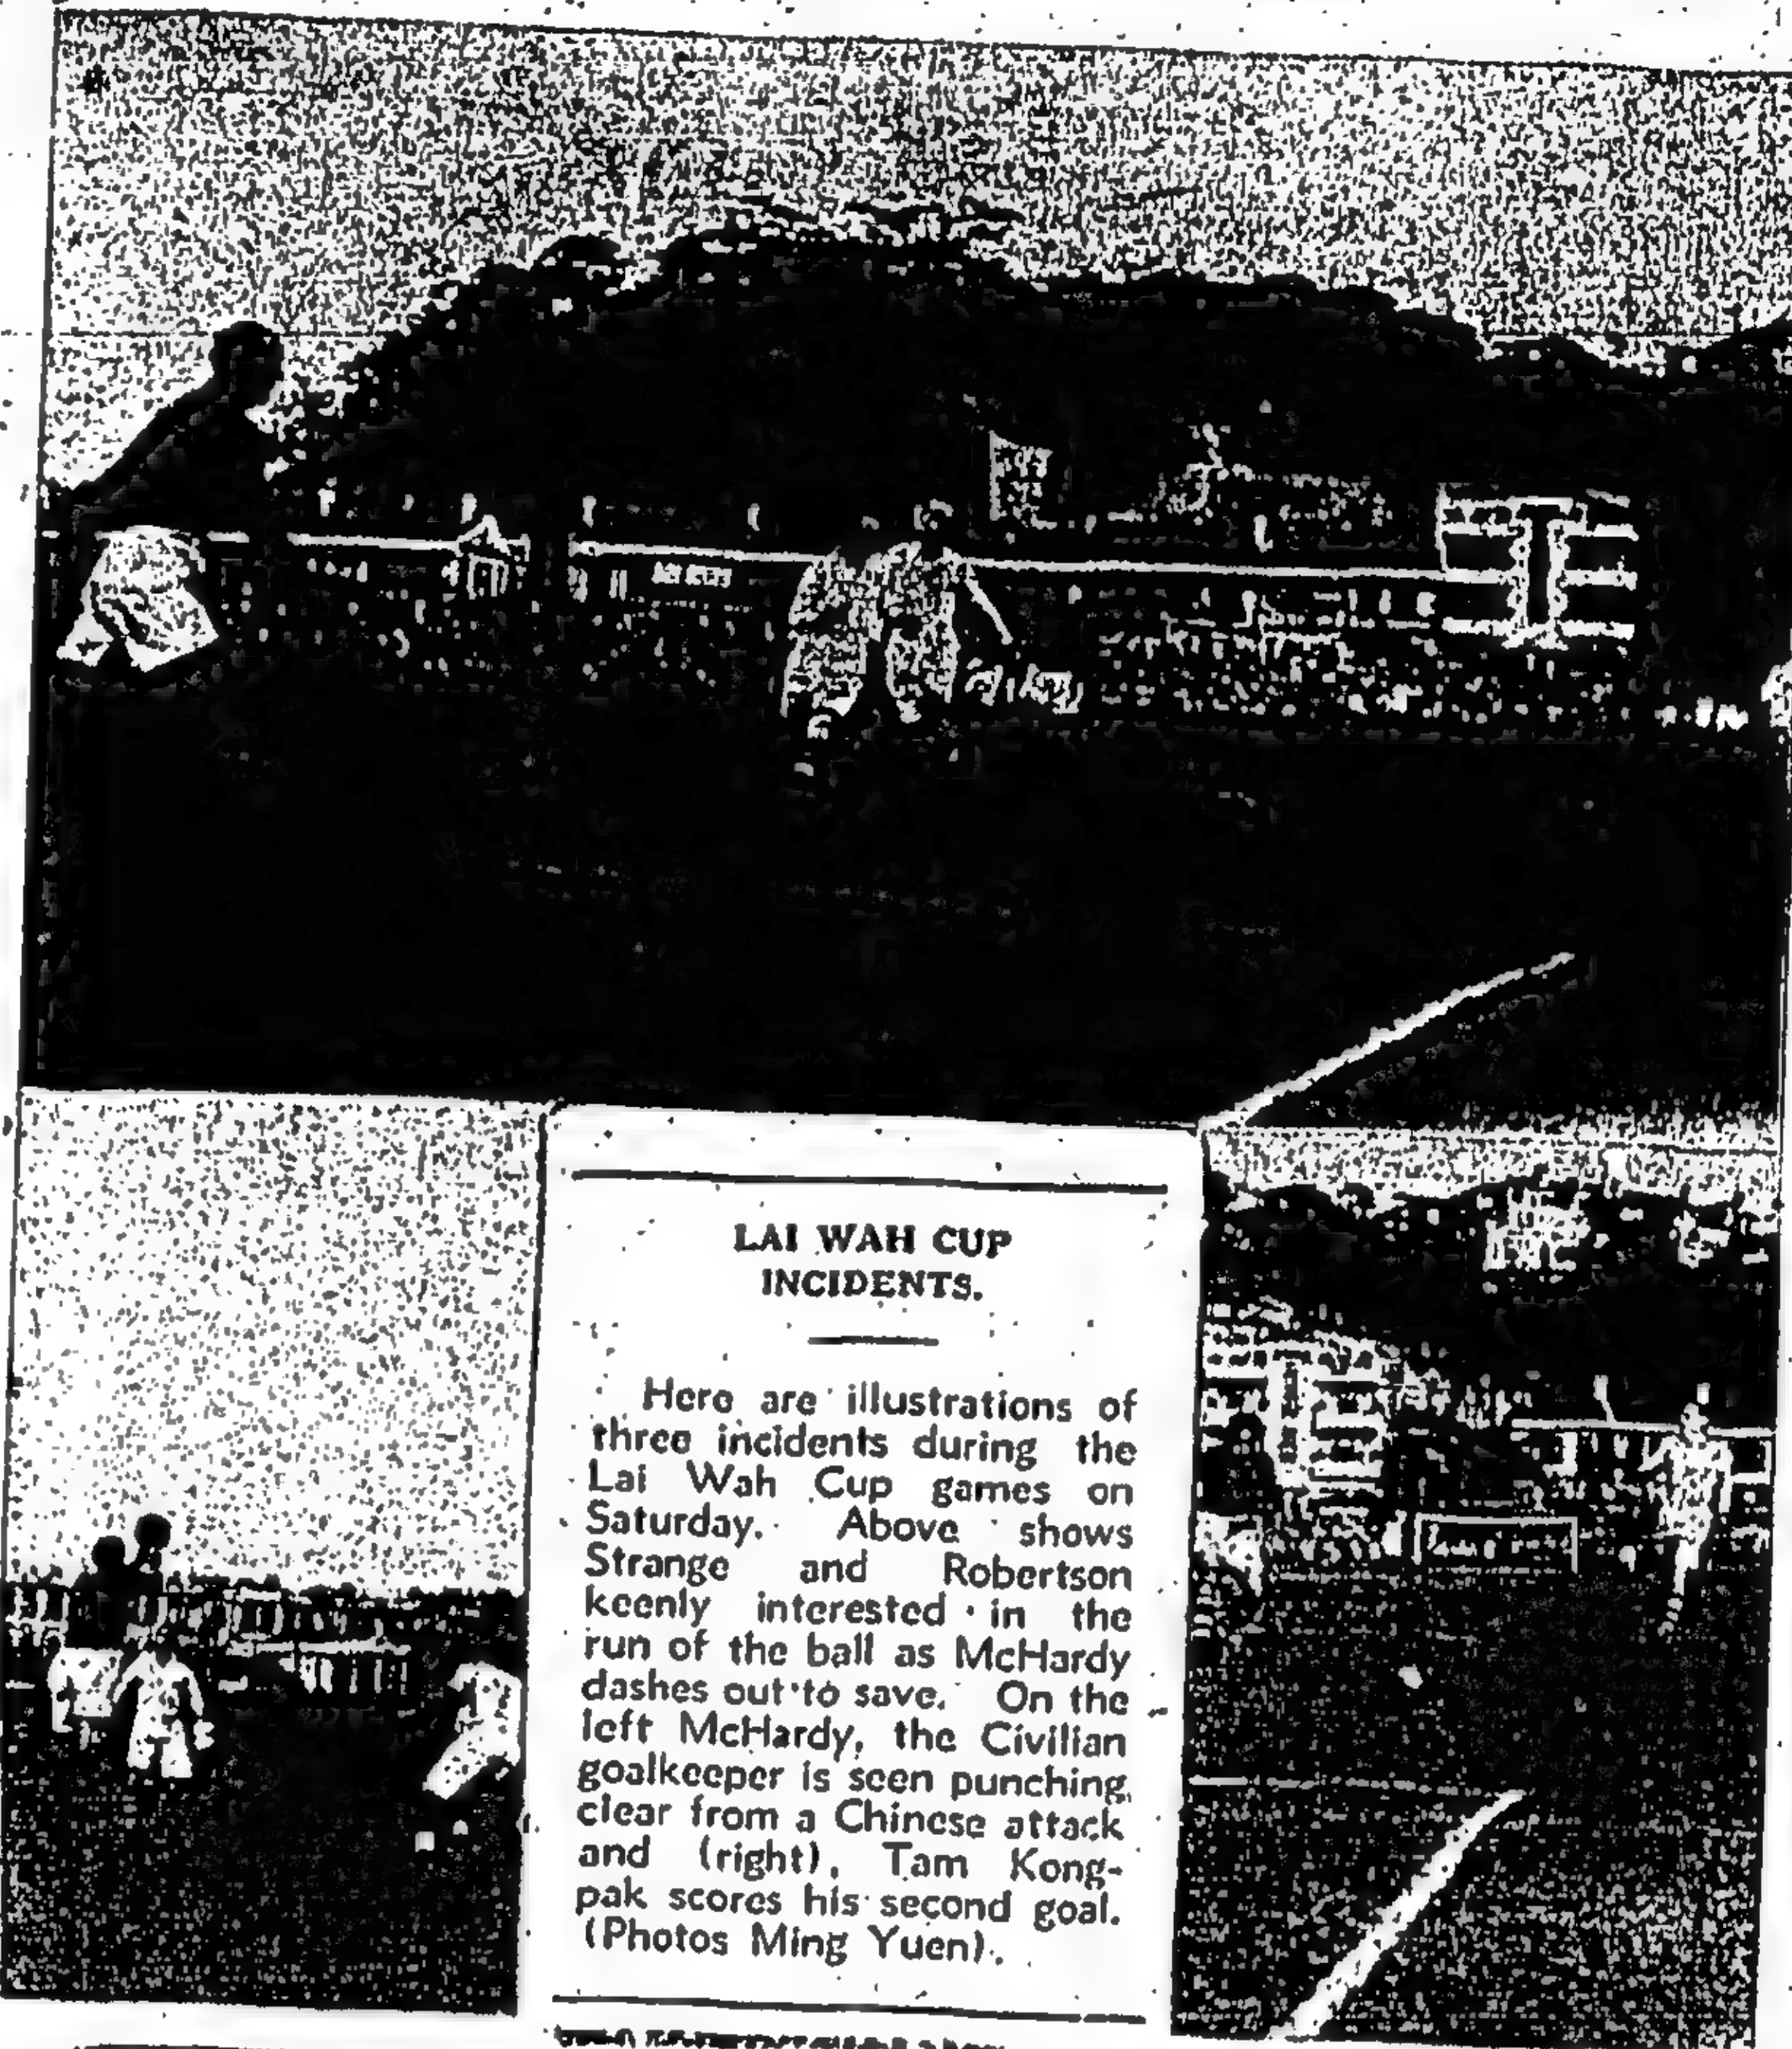 LAI WAH CUP
INCIDENTS.
Here are illustrations of
three incidents during the
Lai Wah Cup games on
Saturday. Above shows
Strange and Robertson
keenly interested in the
run of the ball as McHardy
dashes out to save. On the
left McHardy, the Civilian
goalkeeper is seen punching
clear from a Chinese attack
and (right), Tam Kong-
pak scores his second goal.
(Photos Ming Yuen).